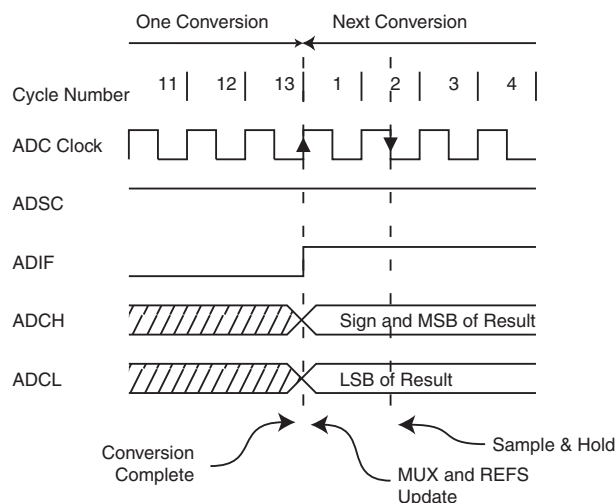 One Conversion Next Conversion
Cycle Number 11 12 13 1 2 3 4
ADC Clock
ADSC
ADIF
ADCH Sign and MSB of Result
ADCL LSB of Result
Conversion
Complete
MUX and REFS
Update
Sample & Hold